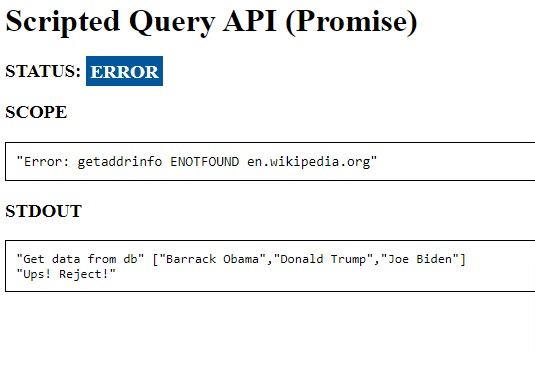 Scripted Query API (Promise)
STATUS: ERROR
SCOPE
"Error: getaddrinfo ENOTFOUND en.wikipedia.org"
STDOUT
"Get data from db" ["Barrack Obama","Donald Trump","Joe Biden"]
"Ups! Reject!"